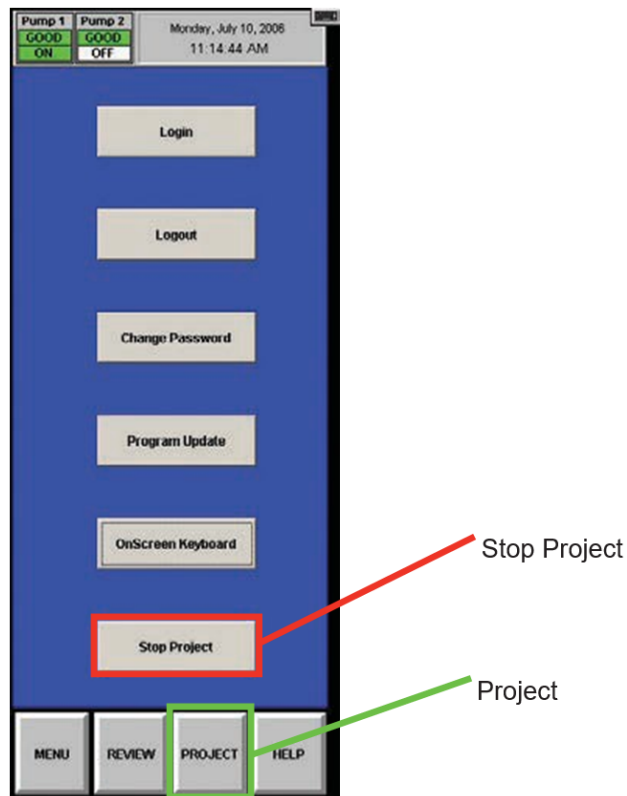 Pump 1 Pump 2 Monday, July 10, 2006
GOOD GOOD 11:14:44 AM
ON OFF
Login
Logout
Change Password
Program Update
OnScreen Keyboard
Stop Project
Stop Project
Project
MENU REVIEW PROJECT HELP